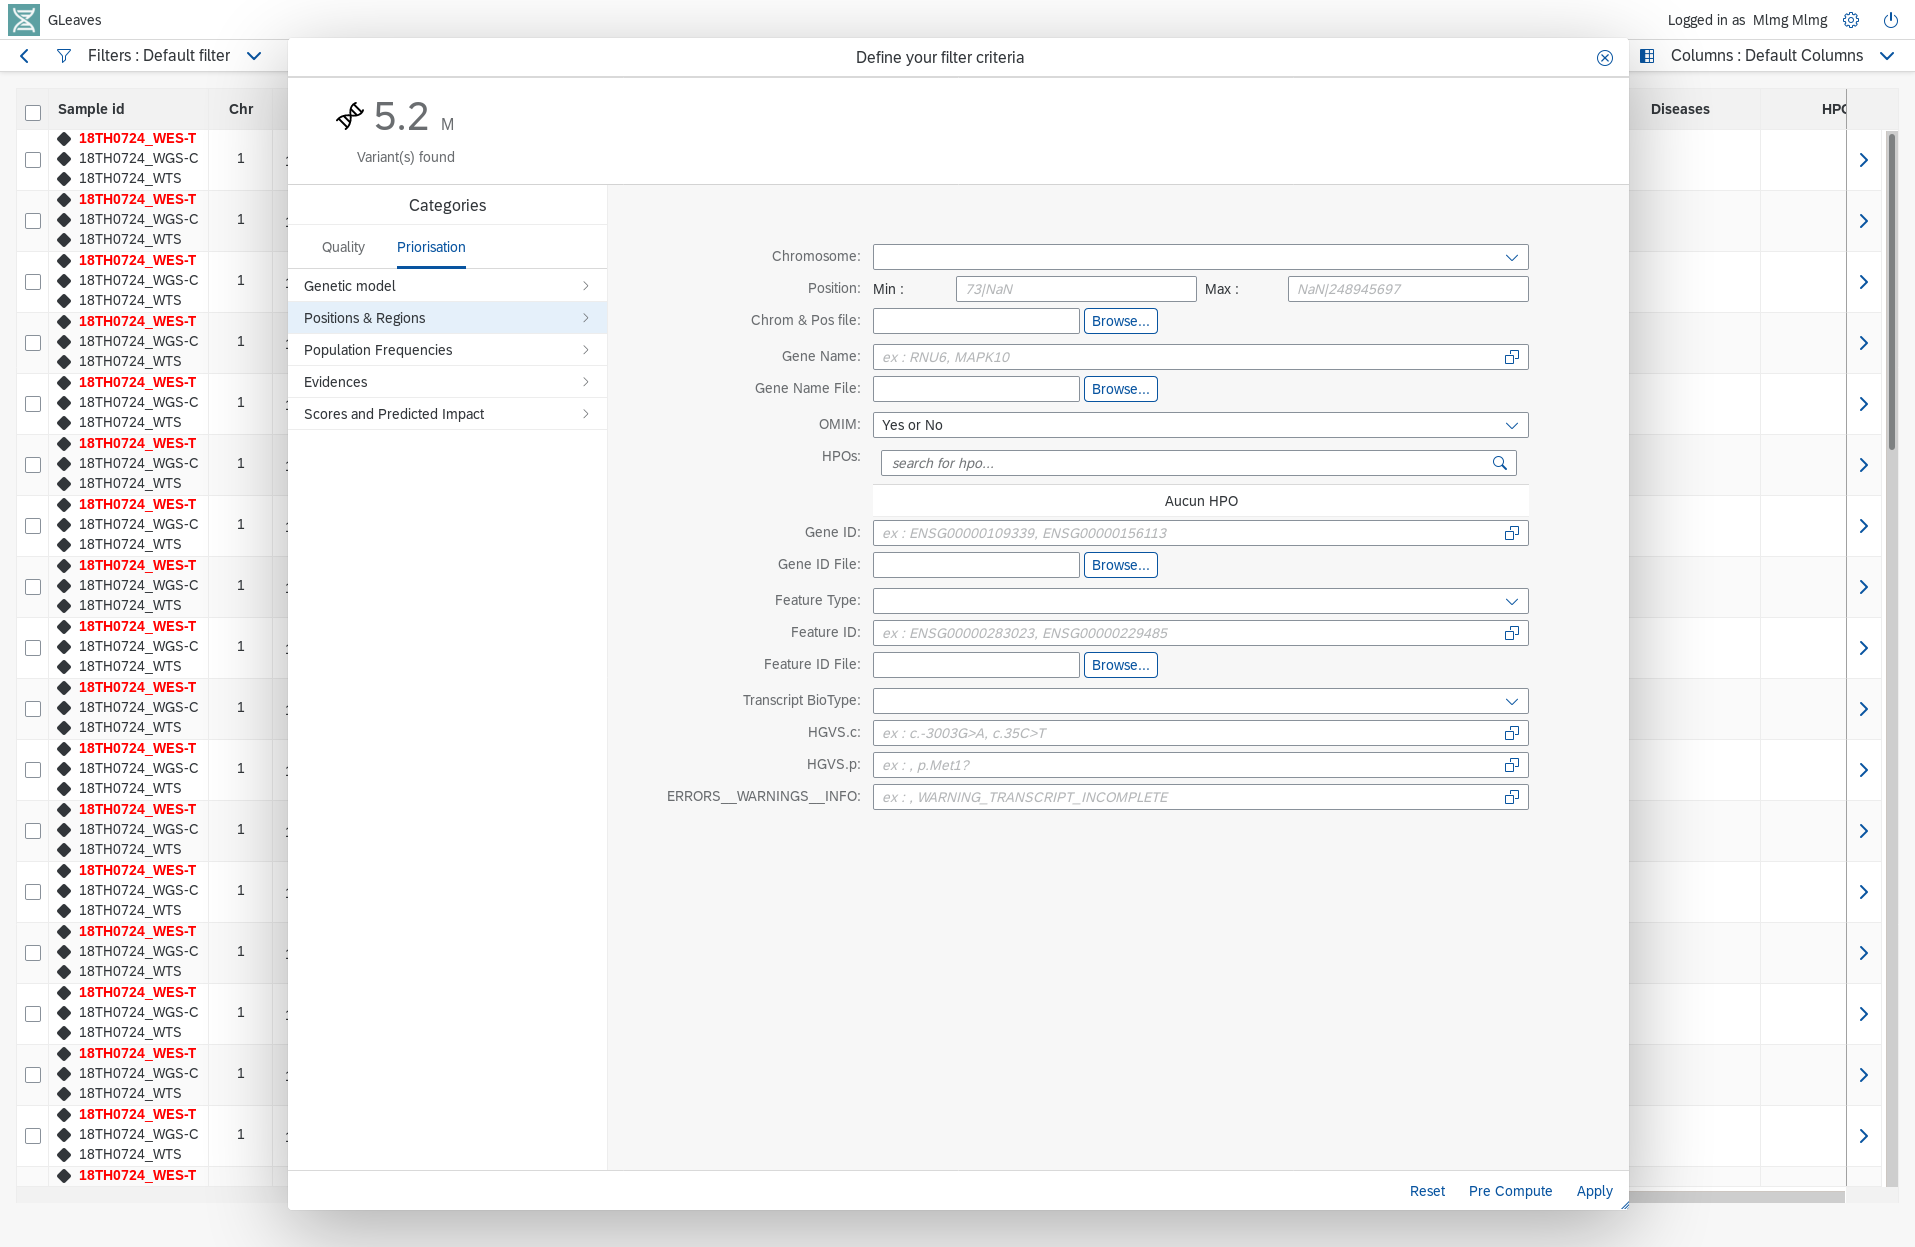 GLeaves
Logged in as Mlmg Mlmg
Filters : Default filter
Define your filter criteria
Columns : Default Columns
Sample id
Chr
Diseases
5.2 M
Variant(s) found
Categories
Quality
Priorisation
Genetic model
Positions & Regions
Population Frequencies
Evidences
Scores and Predicted Impact
Chromosome:
Position: Min : 73|NaN Max : NaN|248945697
Chrom & Pos file: Browse...
Gene Name: ex : RNU6, MAPK10
Gene Name File: Browse...
OMIM: Yes or No
HPOs: search for hpo...
Aucun HPO
Gene ID: ex : ENSG00000109339, ENSG00000156113
Gene ID File: Browse...
Feature Type:
Feature ID: ex : ENSG00000283023, ENSG00000229485
Feature ID File: Browse...
Transcript BioType:
HGVS.c: ex : c.-3003G>A, c.35C>T
HGVS.p: ex : , p.Met1?
ERRORS__WARNINGS__INFO: ex : , WARNING_TRANSCRIPT_INCOMPLETE
Reset
Pre Compute
Apply
18TH0724_WES-T
18TH0724_WGS-C 1
18TH0724_WTS
18TH0724_WES-T
18TH0724_WGS-C 1
18TH0724_WTS
18TH0724_WES-T
18TH0724_WGS-C 1
18TH0724_WTS
18TH0724_WES-T
18TH0724_WGS-C 1
18TH0724_WTS
18TH0724_WES-T
18TH0724_WGS-C 1
18TH0724_WTS
18TH0724_WES-T
18TH0724_WGS-C 1
18TH0724_WTS
18TH0724_WES-T
18TH0724_WGS-C 1
18TH0724_WTS
18TH0724_WES-T
18TH0724_WGS-C 1
18TH0724_WTS
18TH0724_WES-T
18TH0724_WGS-C 1
18TH0724_WTS
18TH0724_WES-T
18TH0724_WGS-C 1
18TH0724_WTS
18TH0724_WES-T
18TH0724_WGS-C 1
18TH0724_WTS
18TH0724_WES-T
18TH0724_WGS-C 1
18TH0724_WTS
18TH0724_WES-T
18TH0724_WGS-C 1
18TH0724_WTS
18TH0724_WES-T
18TH0724_WGS-C 1
18TH0724_WTS
18TH0724_WES-T
18TH0724_WGS-C 1
18TH0724_WTS
18TH0724_WES-T
18TH0724_WGS-C 1
18TH0724_WTS
18TH0724_WES-T
18TH0724_WGS-C 1
18TH0724_WTS
18TH0724_WES-T